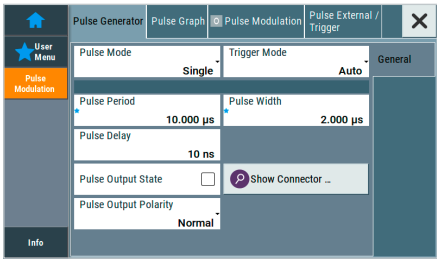 Pulse Generator
Pulse Graph
Pulse Modulation
Pulse External /
Trigger
User
Menu
Pulse
Modulation
Info
Pulse Mode
Single
Trigger Mode
Auto
General
Pulse Period
10.000 µs
Pulse Width
2.000 µs
Pulse Delay
10 ns
Pulse Output State
Show Connector ...
Pulse Output Polarity
Normal